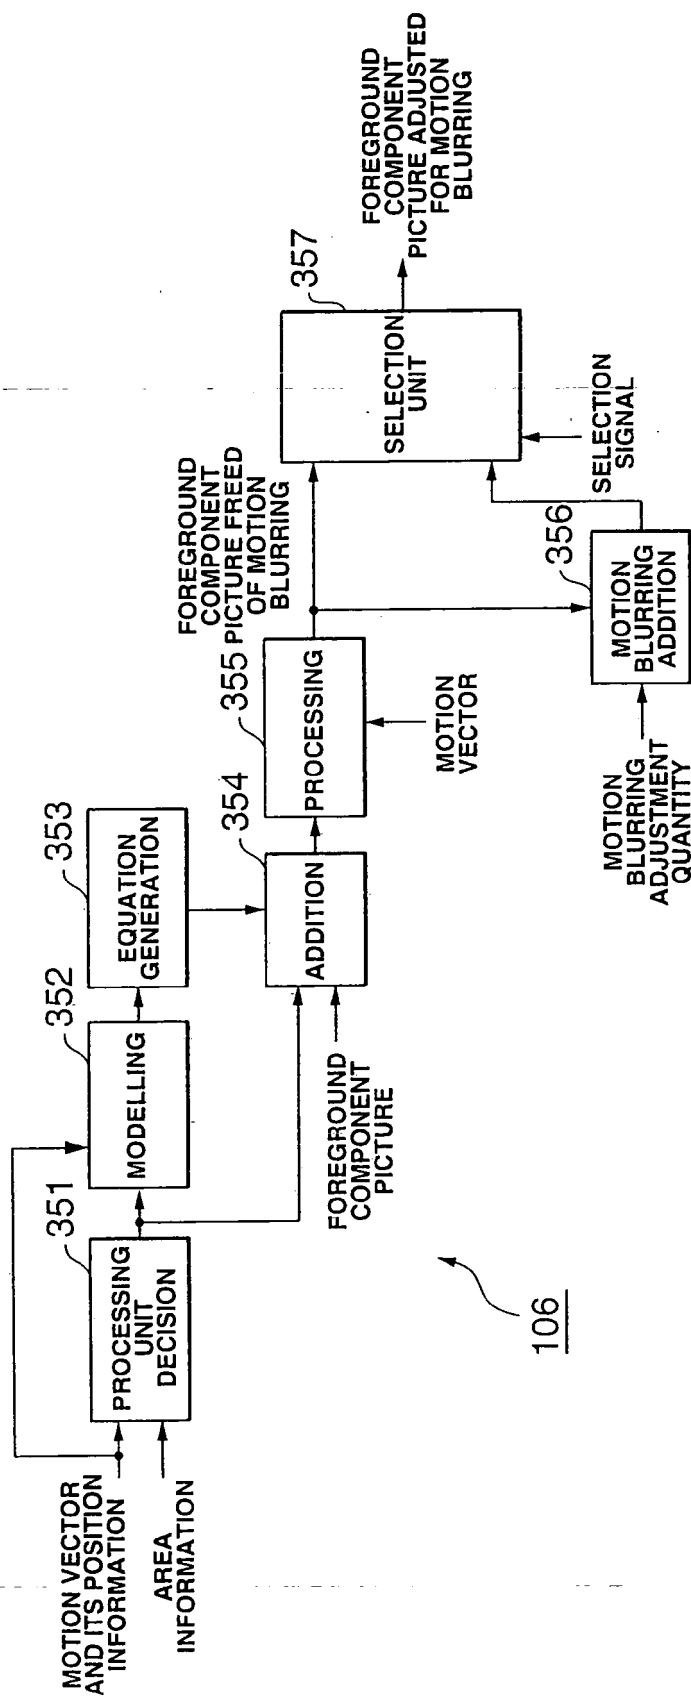 MOTION VECTOR
AND ITS POSITION
INFORMATION
AREA
INFORMATION
351
PROCESSING
UNIT
DECISION
352
MODELLING
353
EQUATION
GENERATION
FOREGROUND
COMPONENT
PICTURE
354
ADDITION
355
PROCESSING
MOTION
VECTOR
FOREGROUND
COMPONENT
PICTURE FREED
OF MOTION
BLURRING
MOTION
BLURRING
ADJUSTMENT
QUANTITY
356
MOTION
BLURRING
ADDITION
357
SELECTION
UNIT
SELECTION
SIGNAL
FOREGROUND
COMPONENT
PICTURE ADJUSTED
FOR MOTION
BLURRING
106